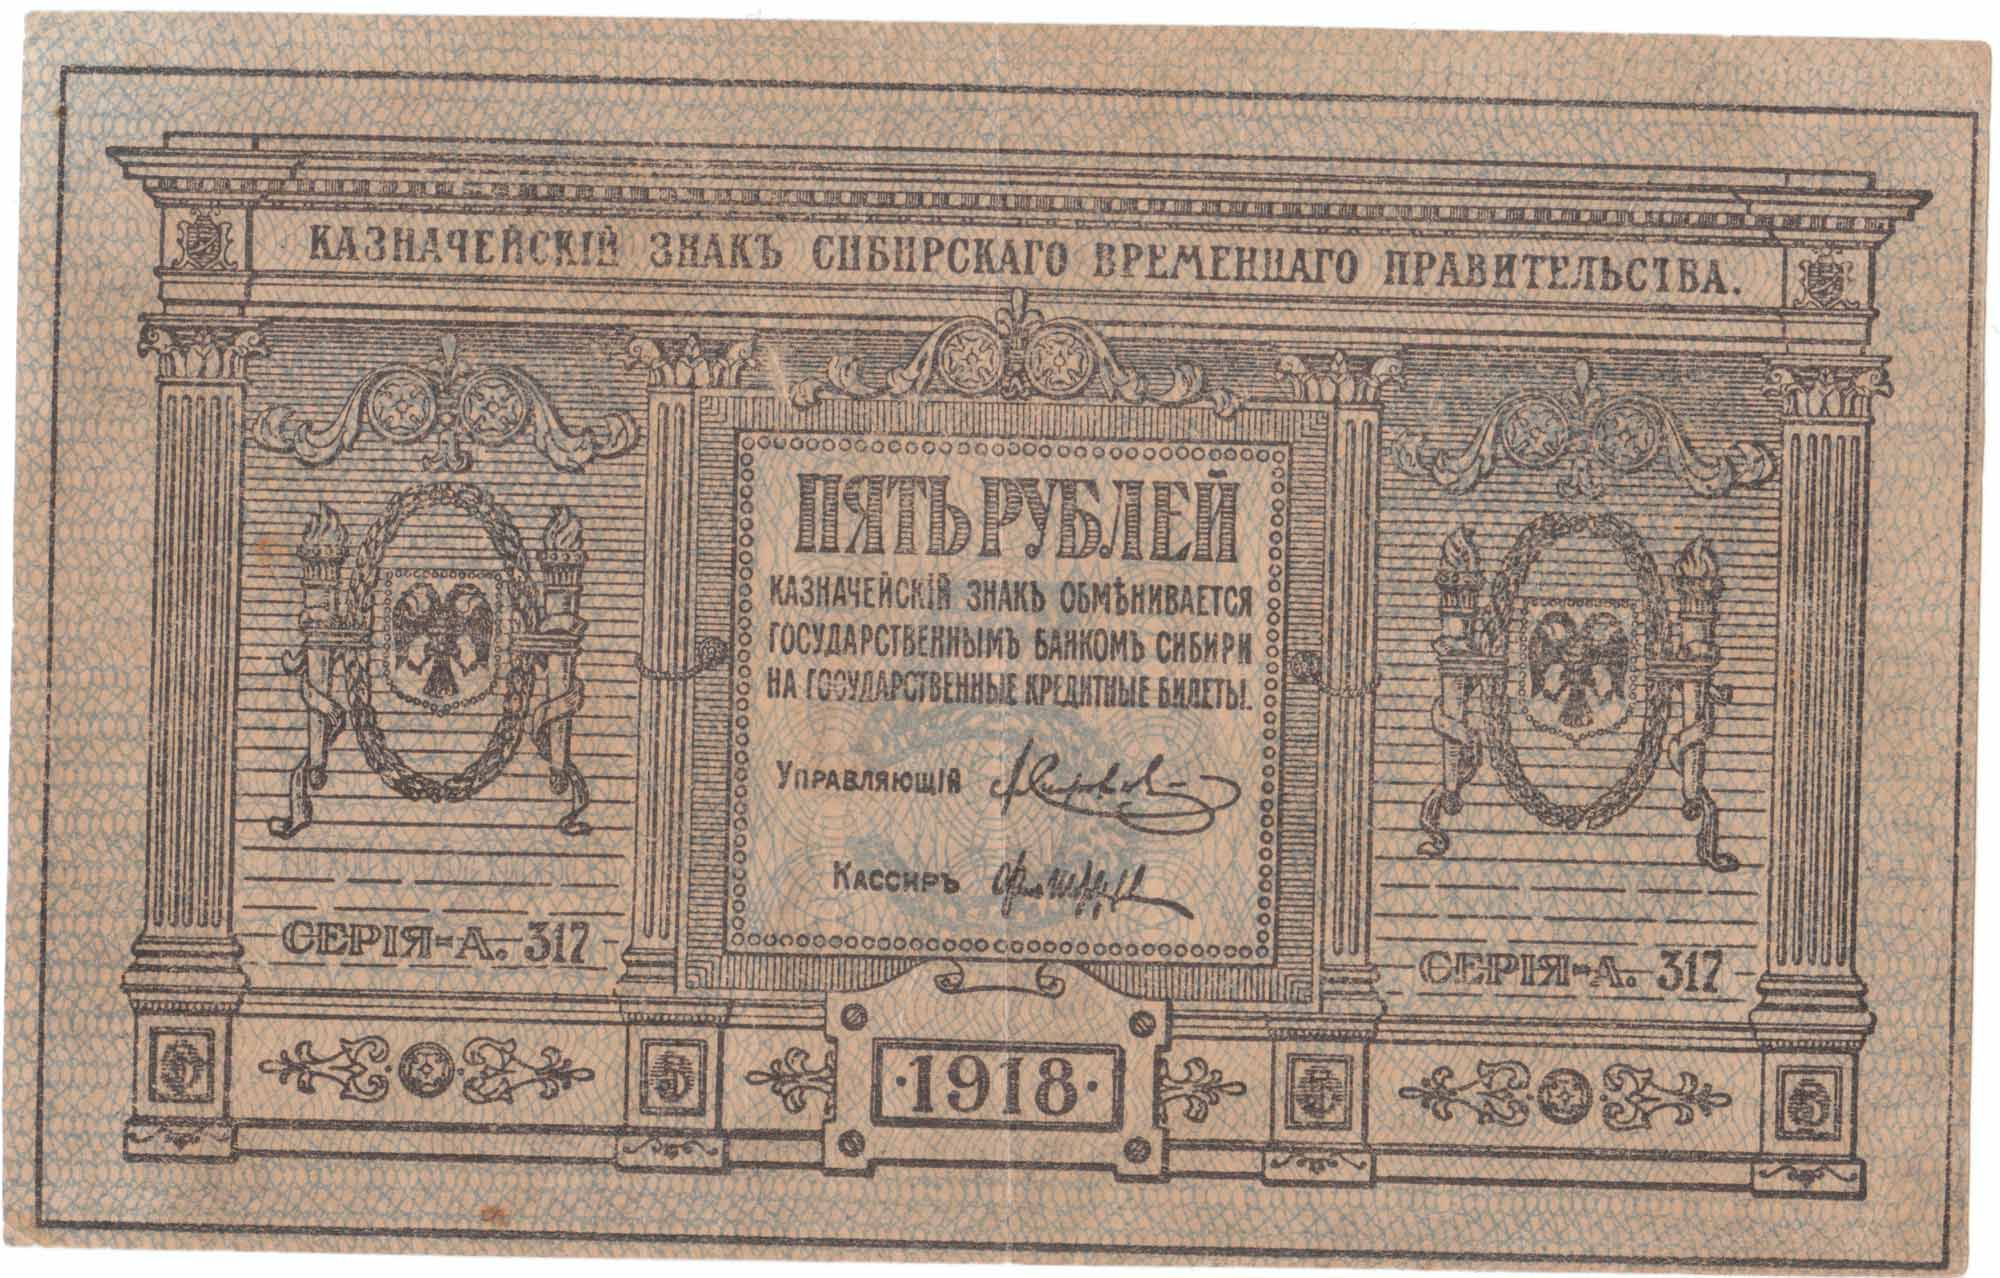 КАЗНАЧЕЙСКІЙ ЗНАКЪ СИБИРСКАГО ВРЕМЕННАГО ПРАВИТЕЛЬСТВА.
ПЯТЬ РУБЛЕЙ
КАЗНАЧЕЙСКІЙ ЗНАКЪ ОБМѢНИВАЕТСЯ
ГОСУДАРСТВЕННЫМЪ БАНКОМЪ СИБИРИ
НА ГОСУДАРСТВЕННЫЕ КРЕДИТНЫЕ БИЛЕТЫ.
УПРАВЛЯЮЩІЙ
КАССИРЪ
СЕРІЯ-А. 317
СЕРІЯ-А. 317
5
5
·1918·
5
5